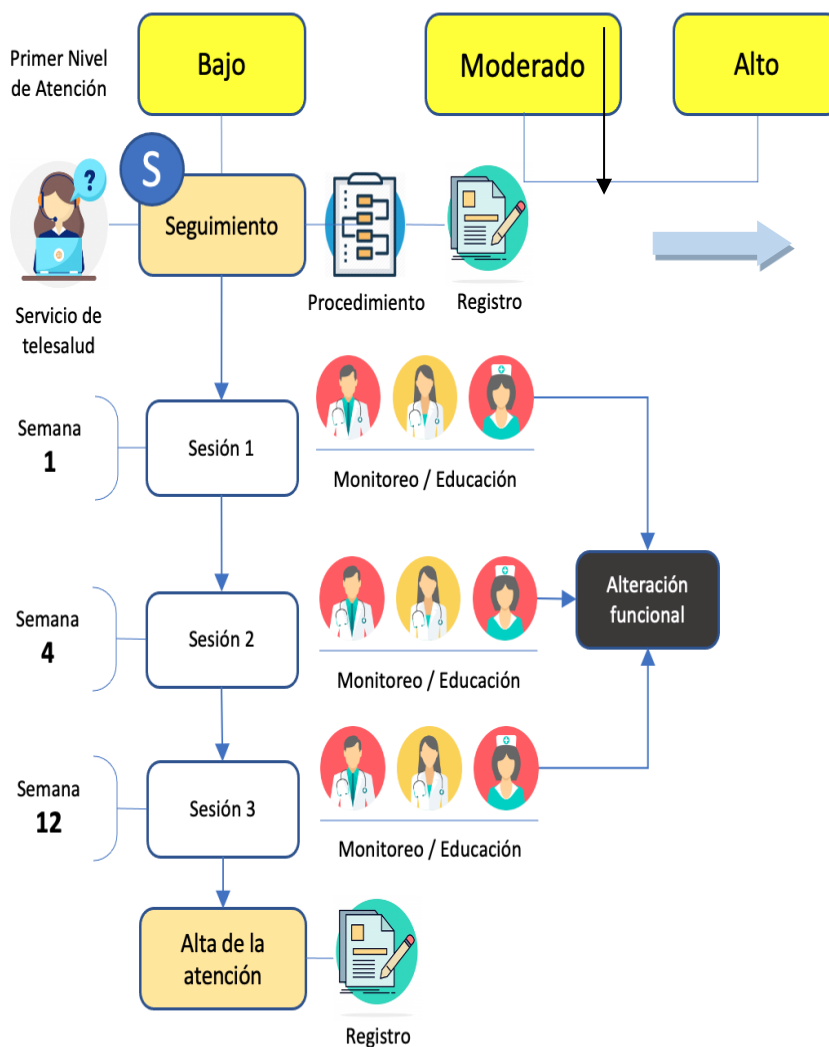 Primer Nivel
de Atención
Bajo
Moderado
Alto
?
S
Seguimiento
Servicio de
telesalud
Procedimiento
Registro
Semana
1
Sesión 1
Monitoreo / Educación
Semana
4
Sesión 2
Monitoreo / Educación
Alteración
funcional
Semana
12
Sesión 3
Monitoreo / Educación
Alta de la
atención
Registro